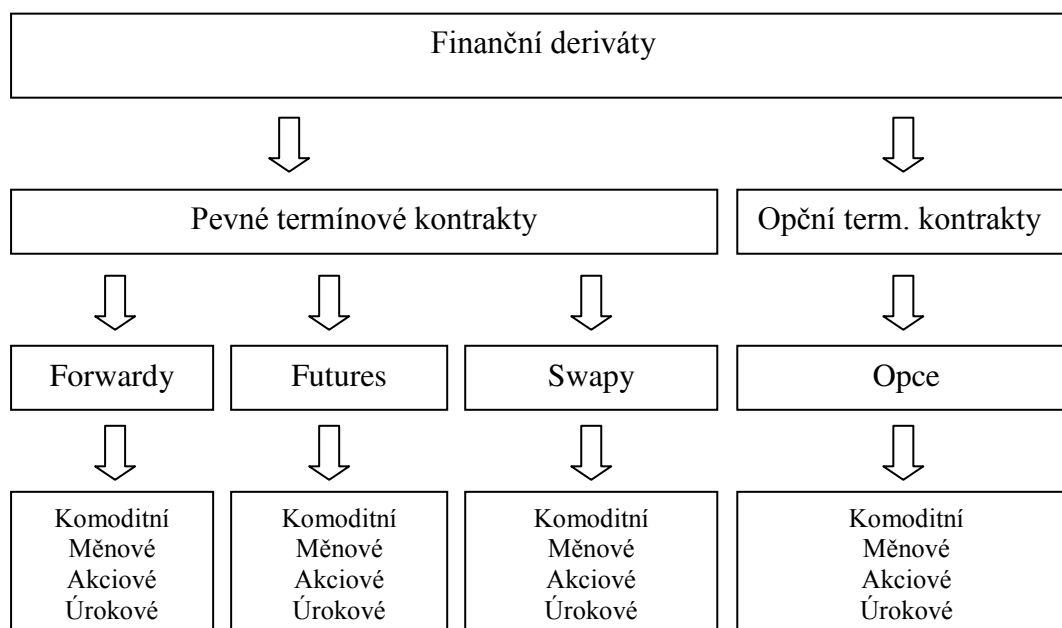 Finanční deriváty
Pevné termínové kontrakty
Opční term. kontrakty
Forwardy
Futures
Swapy
Opce
Komoditní
Měnové
Akciové
Úrokové
Komoditní
Měnové
Akciové
Úrokové
Komoditní
Měnové
Akciové
Úrokové
Komoditní
Měnové
Akciové
Úrokové